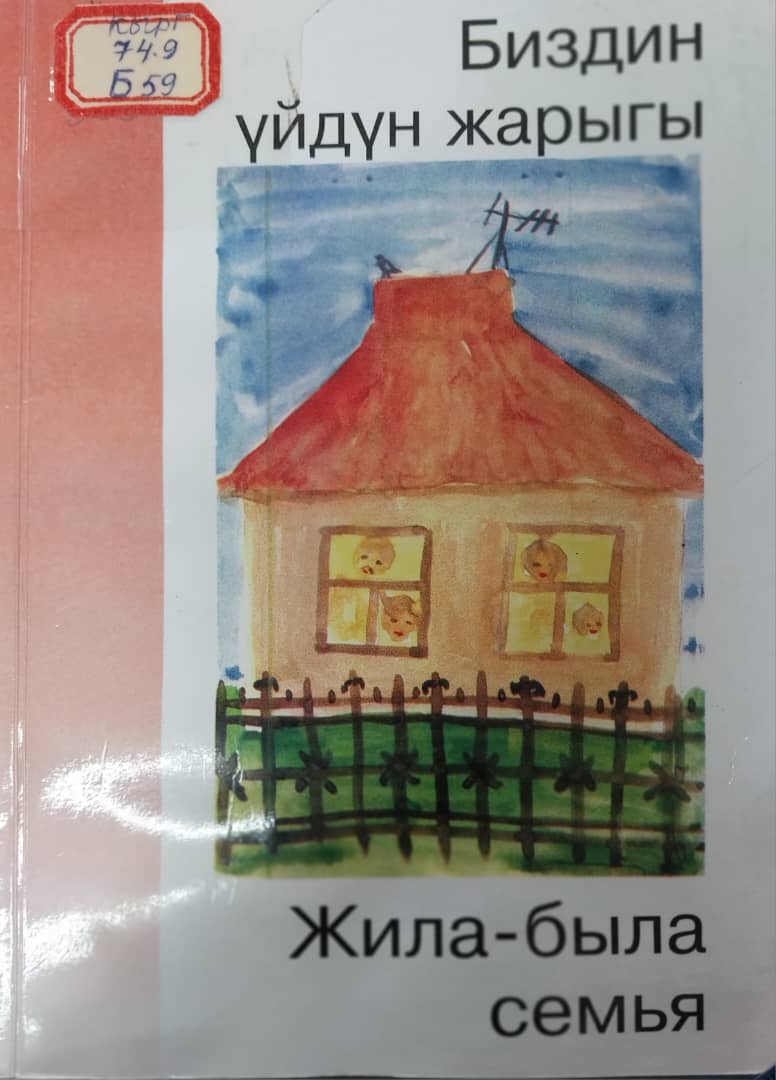 кырг
74.9
Б 59
Биздин
үйдүн жарыгы
Жила-была
семья